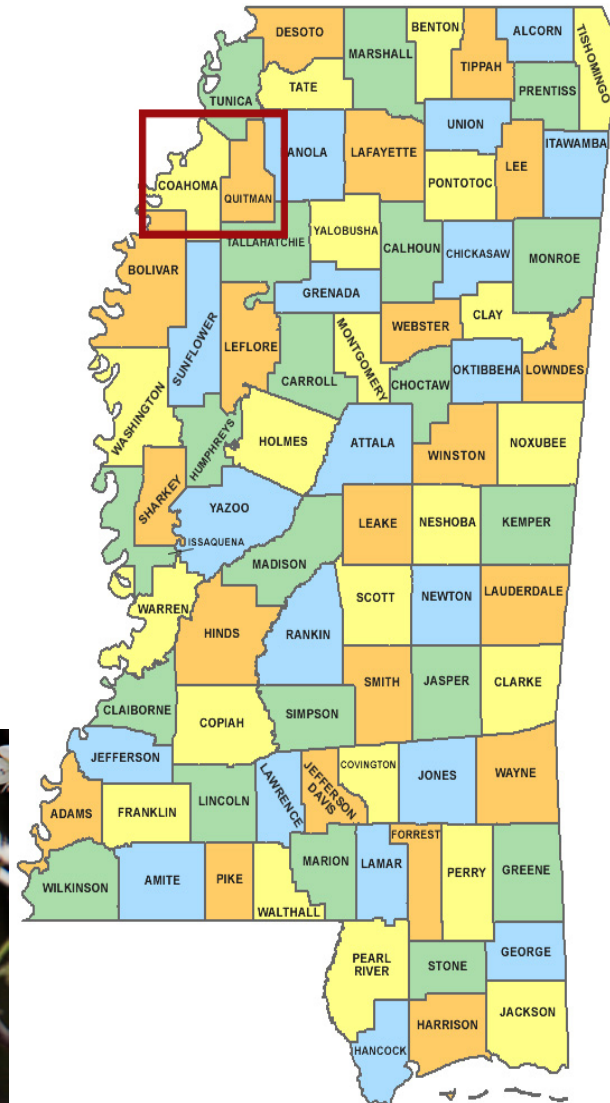 DESOTO
BENTON
ALCORN
TISHOMINGO
MARSHALL
TIPPAH
TATE
PRENTISS
TUNICA
UNION
ITAWAMBA
ANOLA
LAFAYETTE
LEE
COAHOMA
QUITMAN
PONTOTOC
YALOBUSHA
TALLAHATCHIE
CALHOUN
CHICKASAW
MONROE
BOLIVAR
GRENADA
SUNFLOWER
LEFLORE
MONTGOMERY
WEBSTER
CLAY
CARROLL
CHOCTAW
OKTIBBEHA
LOWNDES
WASHINGTON
HUMPHREYS
HOLMES
ATTALA
WINSTON
NOXUBEE
SHARKEY
YAZOO
LEAKE
NESHOBA
KEMPER
ISSAQUENA
MADISON
WARREN
SCOTT
NEWTON
LAUDERDALE
HINDS
RANKIN
SMITH
JASPER
CLARKE
CLAIBORNE
COPIAH
SIMPSON
JEFFERSON
LAWRENCE
JEFFERSON
DAVIS
COVINGTON
JONES
WAYNE
ADAMS
FRANKLIN
LINCOLN
MARION
LAMAR
FORREST
PERRY
GREENE
WILKINSON
AMITE
PIKE
WALTHALL
PEARL
RIVER
STONE
GEORGE
HANCOCK
HARRISON
JACKSON